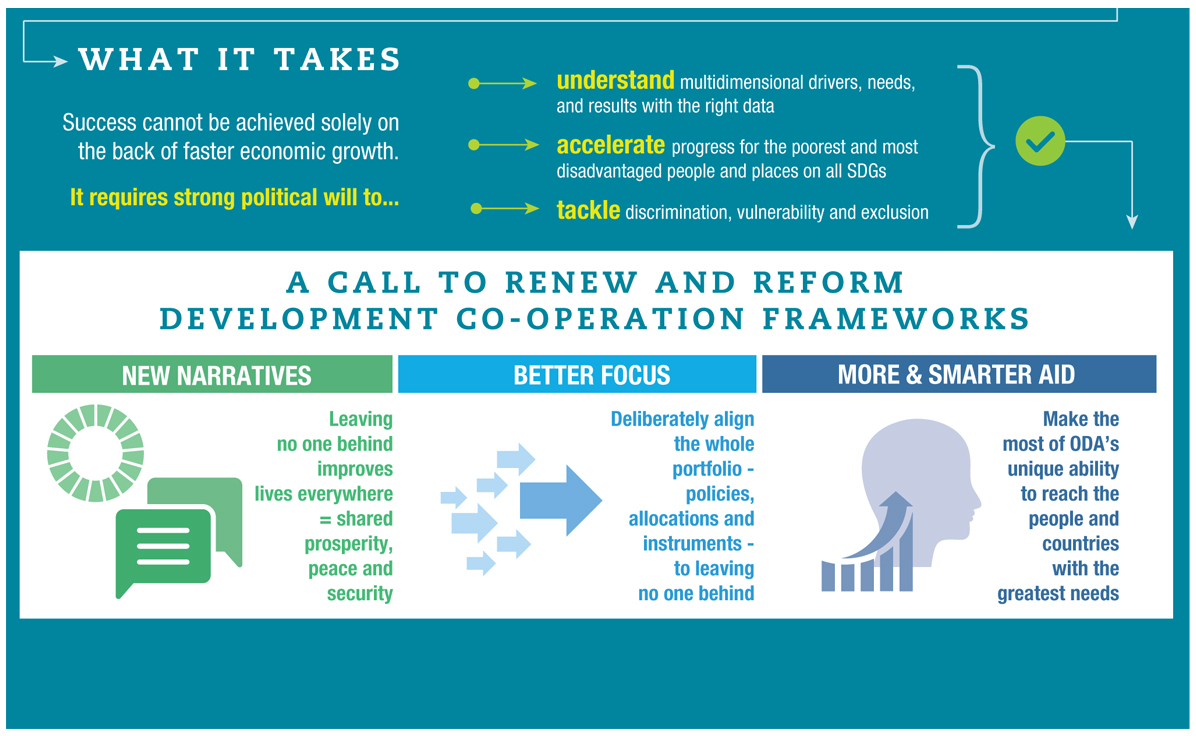 WHAT IT TAKES
Success cannot be achieved solely on
the back of faster economic growth.
It requires strong political will to...
understand multidimensional drivers, needs,
and results with the right data
accelerate progress for the poorest and most
disadvantaged people and places on all SDGs
tackle discrimination, vulnerability and exclusion
A CALL TO RENEW AND REFORM
DEVELOPMENT CO-OPERATION FRAMEWORKS
NEW NARRATIVES
Leaving
no one behind
improves
lives everywhere
= shared
prosperity,
peace and
security
BETTER FOCUS
Deliberately align
the whole
portfolio -
policies,
allocations and
instruments -
to leaving
no one behind
MORE & SMARTER AID
Make the
most of ODA's
unique ability
to reach the
people and
countries
with the
greatest needs